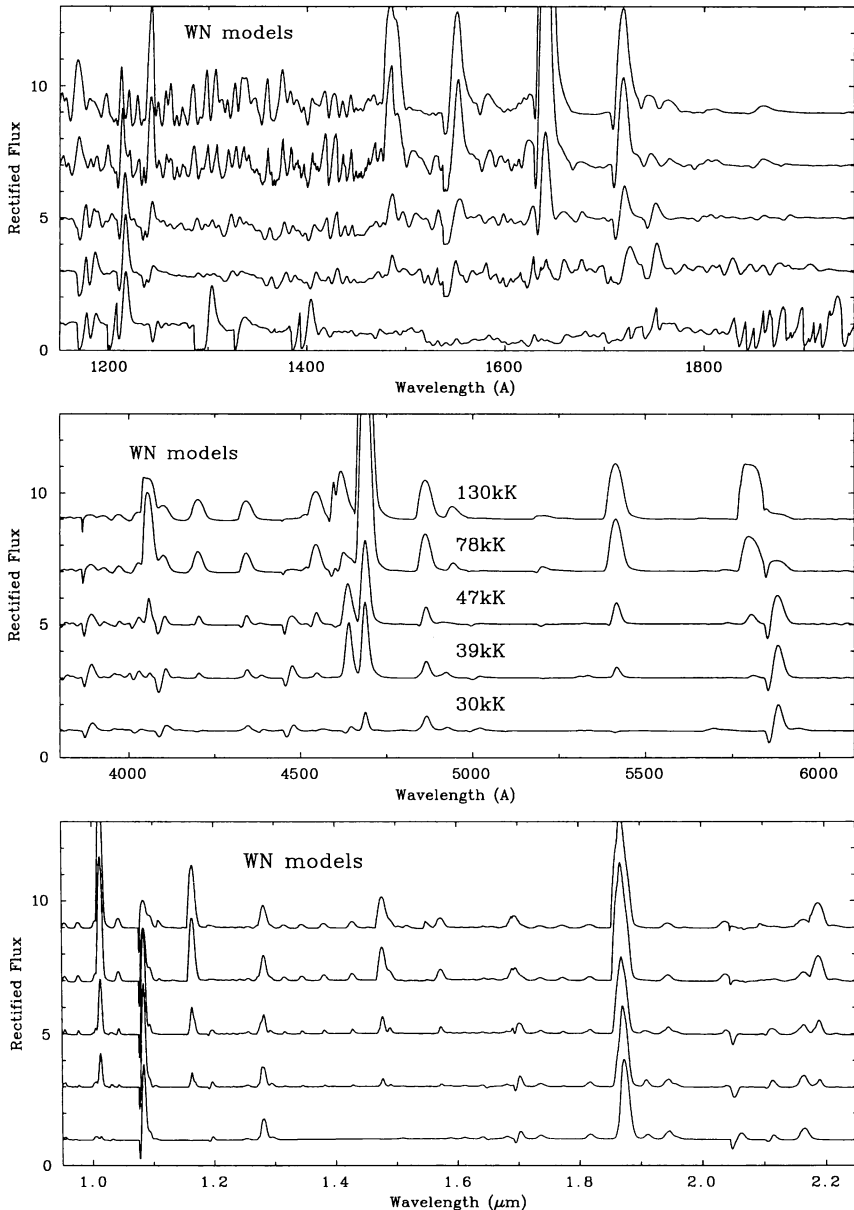 WN models
10
5
0
Rectified Flux
1200
1400
1600
1800
Wavelength (A)
WN models
130kK
78kK
47kK
39kK
30kK
10
5
0
Rectified Flux
4000
4500
5000
5500
6000
Wavelength (A)
WN models
10
5
0
Rectified Flux
1.0
1.2
1.4
1.6
1.8
2.0
2.2
Wavelength (μm)